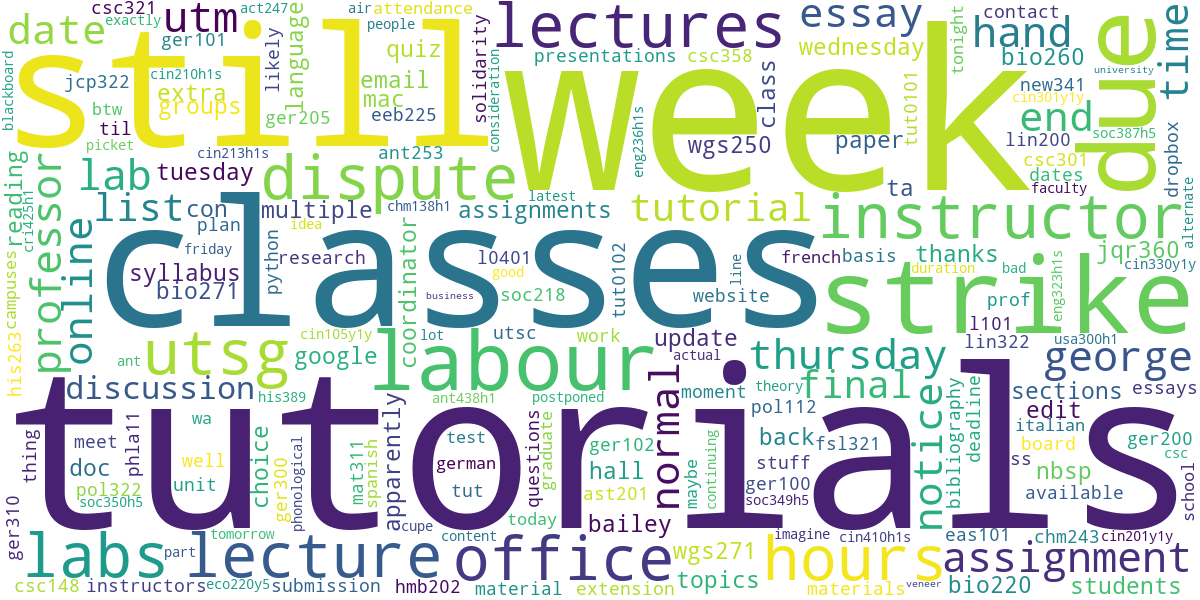 csc321
utm
lectures
essay
contact
date
exactly
act247
air
attendance
people
hand
ger101
still
week
due
time
likely
language
quiz
solidarity
presentations
csc358
wednesday
tonight
bio260
university
jcp322
cin210h1s
extra
groups
email
mac
class
tut0101
new341
cin301y1y
blackboard
btw
ger205
eeb225
consideration
eng236h1s
end
soc387h5
til
picket
cin213h1s
ant253
wgs250
paper
lin200
csc301
dates
dropbox
lab
tuesday
dispute
latest
ta
faculty
alternate
reading
cri425h1
list
con
plan
multiple
chm138h1
assignments
tutorial
instructor
campuses
professor
online
friday
idea
classes
python
research
coordinator
l0401
good
tut0102
french
basis
thanks
duration
bad
jqr360
cin330y1y
syllabus
bio271
business
soc218
website
line
strike
prof
eng323h1s
his263
utsg
google
labour
lot
utsc
work
update
actual
l101
lin322
usa300h1
george
ant
discussion
his389
ant438h1
postponed
normal
moment
theory
thursday
final
pol112
sections
essays
tutorials
thing
meet
doc
pol322
soc350h5
phlal1
wa
well
unit
choice
ger300
phonological
mat311
spanish
apparently
test
german
tut
cupe
questions
graduate
ger102
hall
ast201
today
bailey
maybe
continuing
back
stuff
ger100
soc349h5
fsl321
notice
bibliography
deadline
edit
italian
board
ss
nbsp
available
ger200
csc
school
ger310
labs
tomorrow
part
lecture
content
office
imagine
hours
cin410h1s
eas101
chm243
cin201y1y
assignment
csc148
instructors
eco220y5
submission
hmb202
material
extension
wgs271
topics
materials
veneer
bio220
students